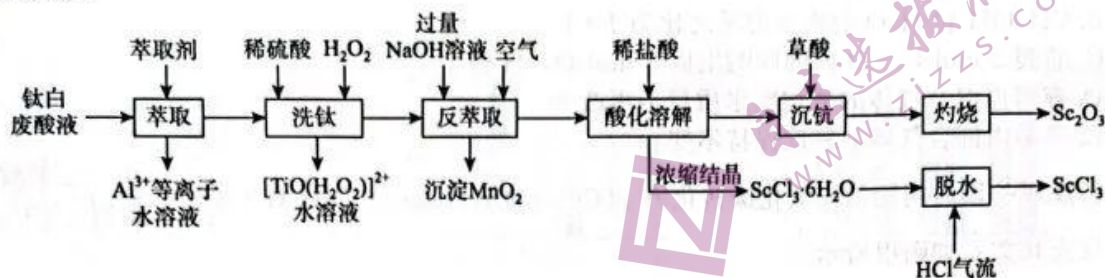 过量
萃取剂 稀硫酸 H₂O₂ NaOH溶液 空气 稀盐酸 草酸
钛白
废酸液 萃取 洗钛 反萃取 酸化溶解 沉钪 灼烧 Sc₂O₃
浓缩结晶
Al³⁺等离子
水溶液
[TiO(H₂O₂)]²⁺
水溶液
沉淀MnO₂ ScCl₃·6H₂O 脱水 ScCl₃
HCl气流
www.zizzs.co